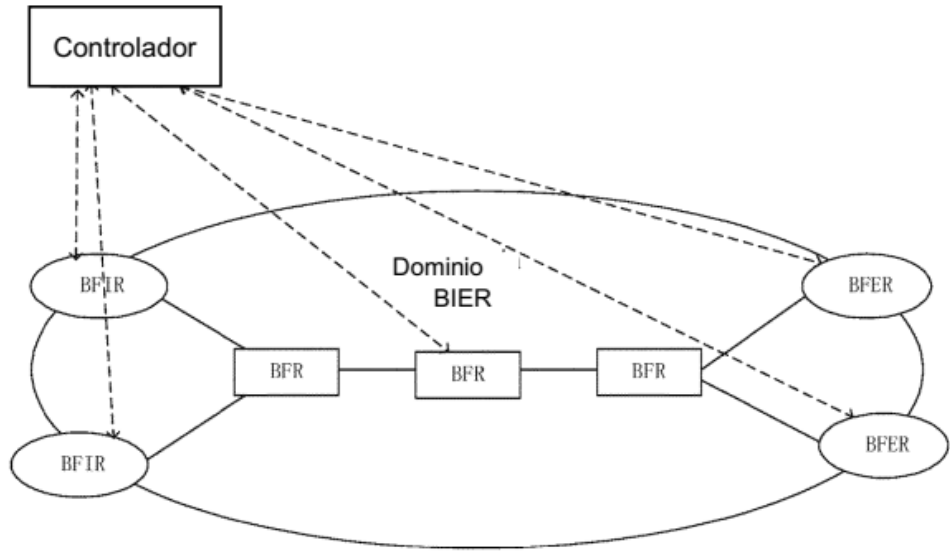 Controlador
BFIR
Dominio
BIER
BFER
BFR
BFR
BFR
BFIR
BFER